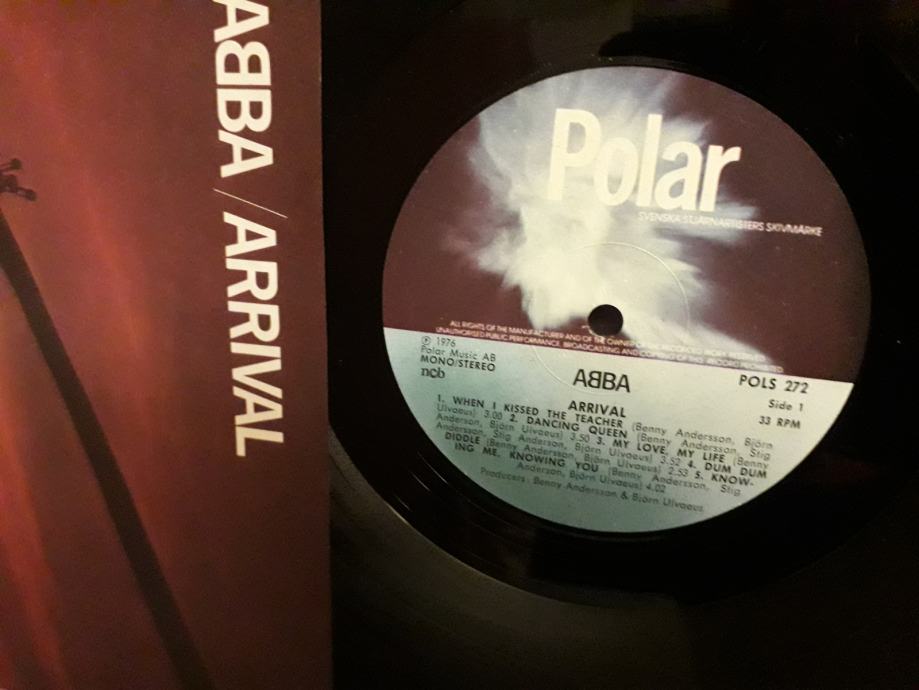 AᗺBA / ARRIVAL
Polar
SVENSKA STJÄRNARTISTERS SKIVMÄRKE
ALL RIGHTS OF THE MANUFACTURER AND OF THE OWNER OF THE RECORDED WORK RESERVED
UNAUTHORISED PUBLIC PERFORMANCE, BROADCASTING AND COPYING OF THIS RECORD PROHIBITED
℗ 1976
Polar Music AB
MONO/STEREO
ncb
AᗺBA
ARRIVAL
POLS 272
Side 1
33 RPM
1. WHEN I KISSED THE TEACHER (Benny Andersson, Björn
Ulvaeus) 3.00 2. DANCING QUEEN (Benny Andersson, Stig
Anderson, Björn Ulvaeus) 3.50 3. MY LOVE, MY LIFE (Benny
Andersson, Stig Anderson, Björn Ulvaeus) 3.52 4. DUM DUM
DIDDLE (Benny Andersson, Björn Ulvaeus) 2.53 5. KNOW-
ING ME, KNOWING YOU (Benny Andersson, Stig
Anderson, Björn Ulvaeus) 4.02
Producers: Benny Andersson & Björn Ulvaeus